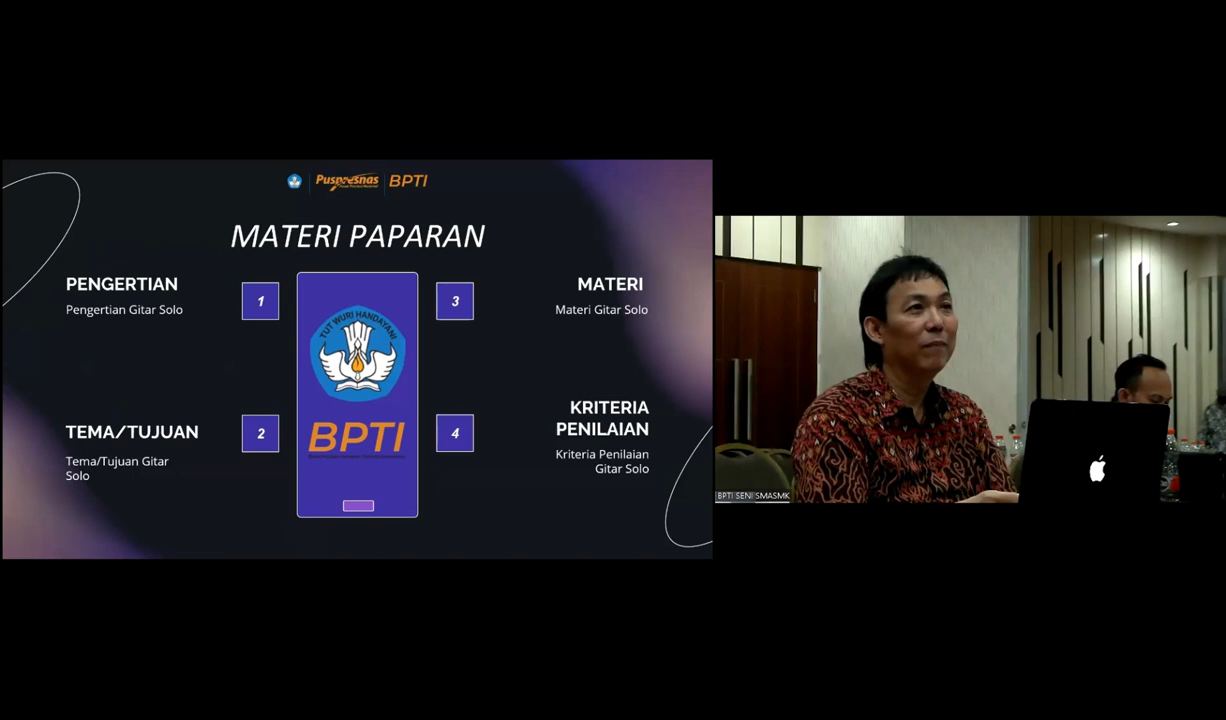 Puspresnas
BPTI
MATERI PAPARAN
PENGERTIAN
Pengertian Gitar Solo
1
TEMA/TUJUAN
Tema/Tujuan Gitar
Solo
2
TUT WURI HANDAYANI
BPTI
3
MATERI
Materi Gitar Solo
4
KRITERIA
PENILAIAN
Kriteria Penilaian
Gitar Solo
BPTI SENI SMASMK